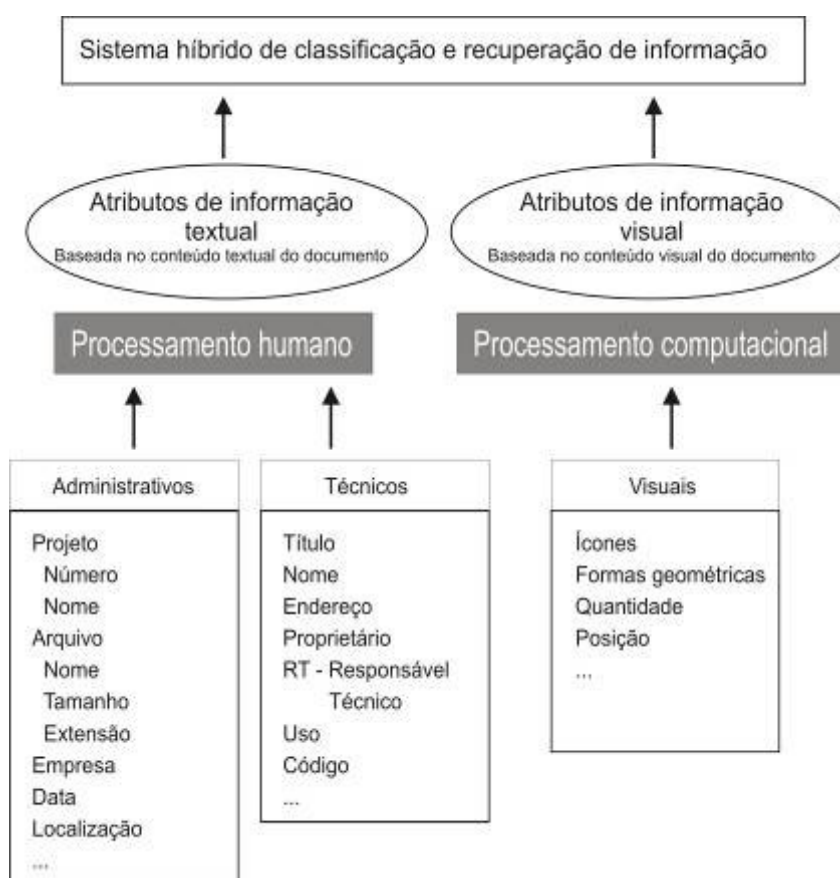 Sistema híbrido de classificação e recuperação de informação
Atributos de informação
textual
Baseada no conteúdo textual do documento
Atributos de informação
visual
Baseada no conteúdo visual do documento
Processamento humano
Processamento computacional
Administrativos
Projeto
Número
Nome
Arquivo
Nome
Tamanho
Extensão
Empresa
Data
Localização
...
Técnicos
Título
Nome
Endereço
Proprietário
RT - Responsável
Técnico
Uso
Código
...
Visuais
Ícones
Formas geométricas
Quantidade
Posição
...